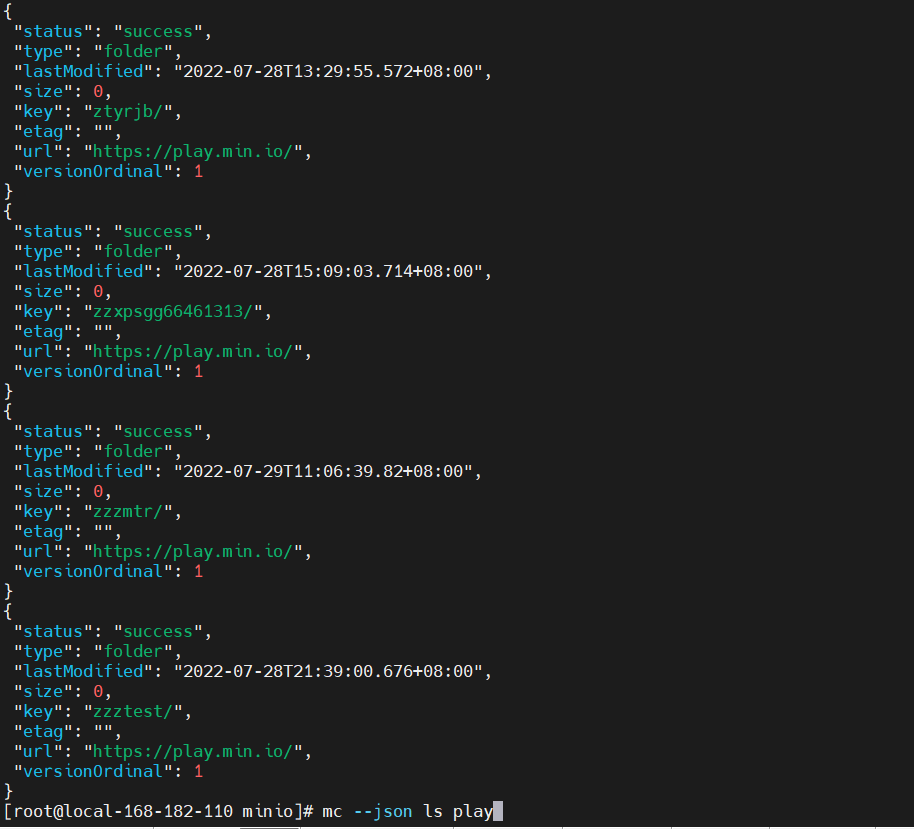 {
"status": "success",
"type": "folder",
"lastModified": "2022-07-28T13:29:55.572+08:00",
"size": 0,
"key": "ztyrjb/",
"etag": "",
"url": "https://play.min.io/",
"versionOrdinal": 1
}
{
"status": "success",
"type": "folder",
"lastModified": "2022-07-28T15:09:03.714+08:00",
"size": 0,
"key": "zzxpsgg66461313/",
"etag": "",
"url": "https://play.min.io/",
"versionOrdinal": 1
}
{
"status": "success",
"type": "folder",
"lastModified": "2022-07-29T11:06:39.82+08:00",
"size": 0,
"key": "zzzmtr/",
"etag": "",
"url": "https://play.min.io/",
"versionOrdinal": 1
}
{
"status": "success",
"type": "folder",
"lastModified": "2022-07-28T21:39:00.676+08:00",
"size": 0,
"key": "zzztest/",
"etag": "",
"url": "https://play.min.io/",
"versionOrdinal": 1
}
[root@local-168-182-110 minio]# mc --json ls play